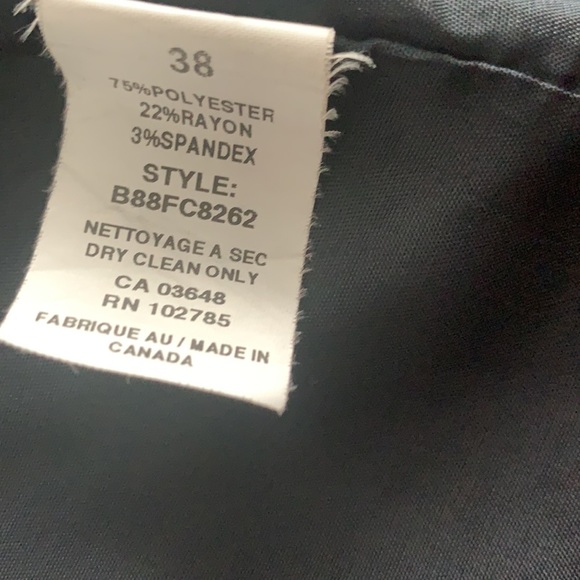 38
75%POLYESTER
22%RAYON
3%SPANDEX
STYLE:
B88FC8262
NETTOYAGE A SEC
DRY CLEAN ONLY
CA 03648
RN 102785
FABRIQUE AU / MADE IN
CANADA